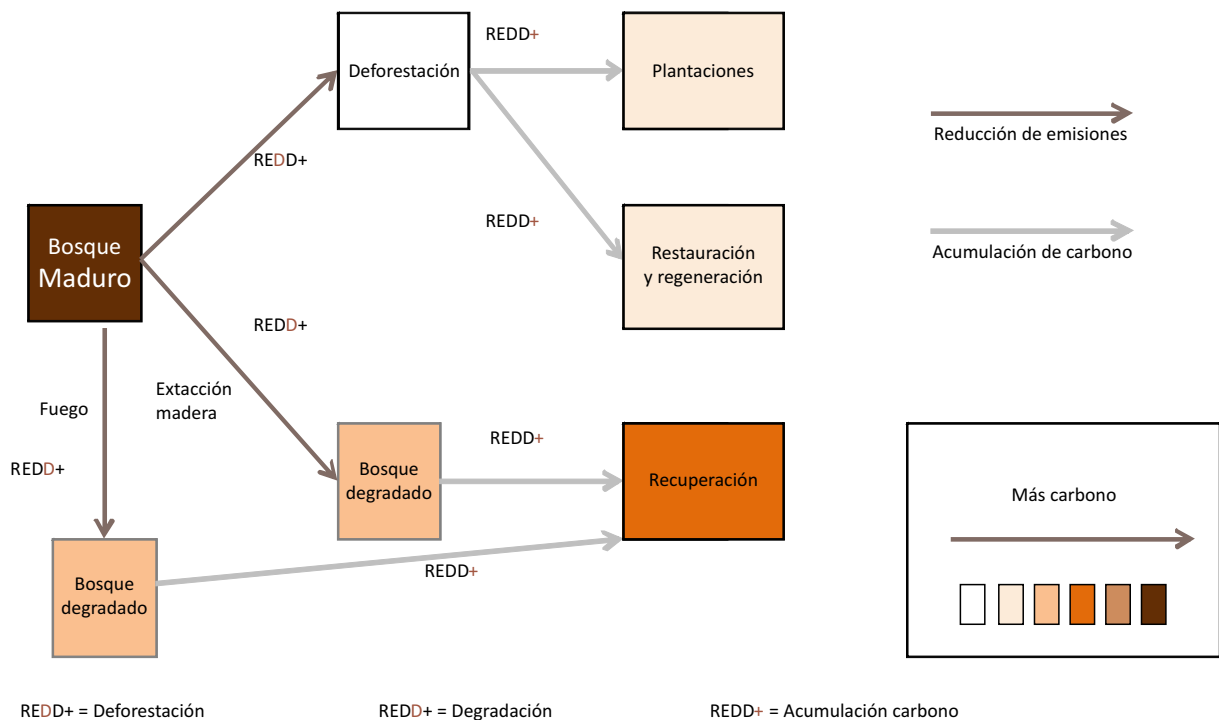 REDD+
Deforestación
Plantaciones
Reducción de emisiones
REDD+
REDD+
Bosque
Maduro
Restauración
y regeneración
Acumulación de carbono
REDD+
Fuego
Extacción
madera
REDD+
REDD+
Bosque
degradado
Recuperación
Más carbono
REDD+
Bosque
degradado
REDD+ = Deforestación
REDD+ = Degradación
REDD+ = Acumulación carbono